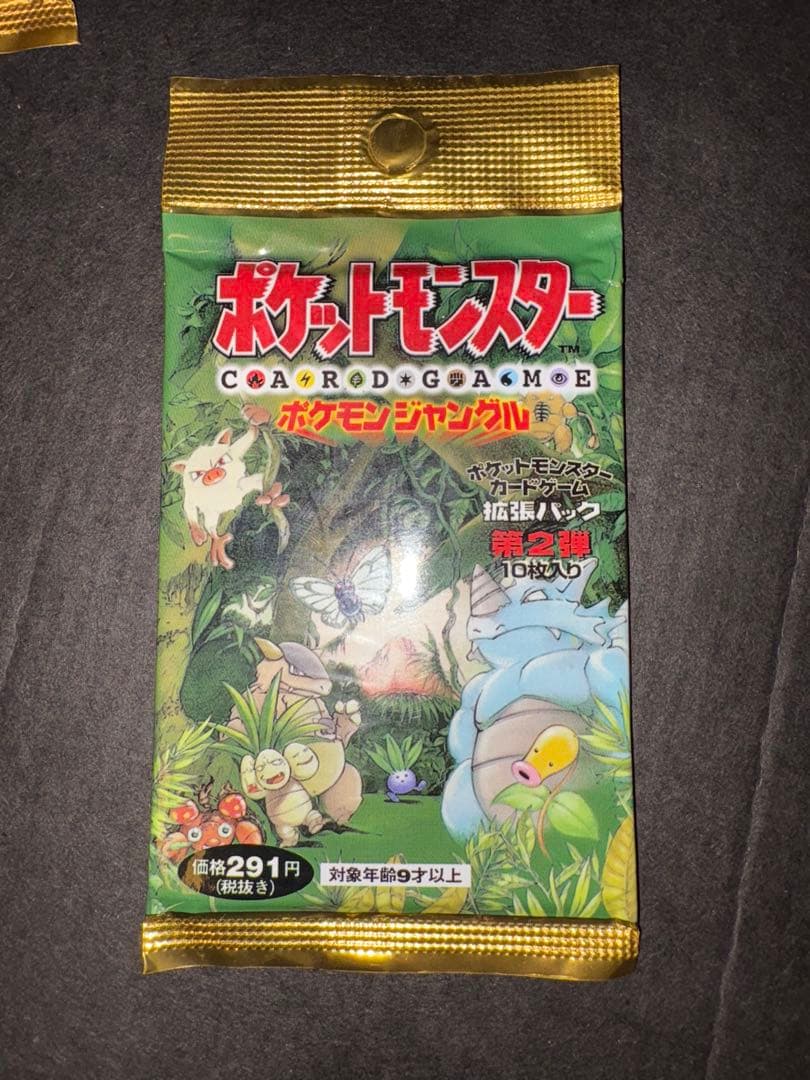 ポケットモンスター
TM
CARDGAME
ポケモンジャングル
ポケットモンスター
カードゲーム
拡張パック
第2弾
10枚入り
価格291円
(税抜き)
対象年齢9才以上